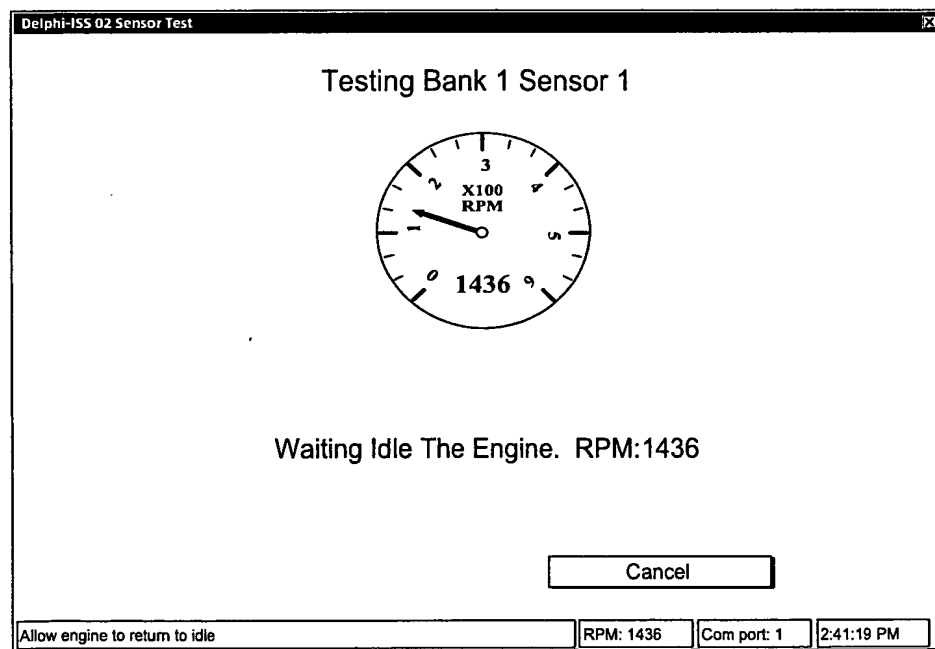 Delphi-ISS 02 Sensor Test
Testing Bank 1 Sensor 1
3
2
4
X100
RPM
1
5
0
1436
6
Waiting Idle The Engine. RPM:1436
Cancel
Allow engine to return to idle
RPM: 1436
Com port: 1
2:41:19 PM